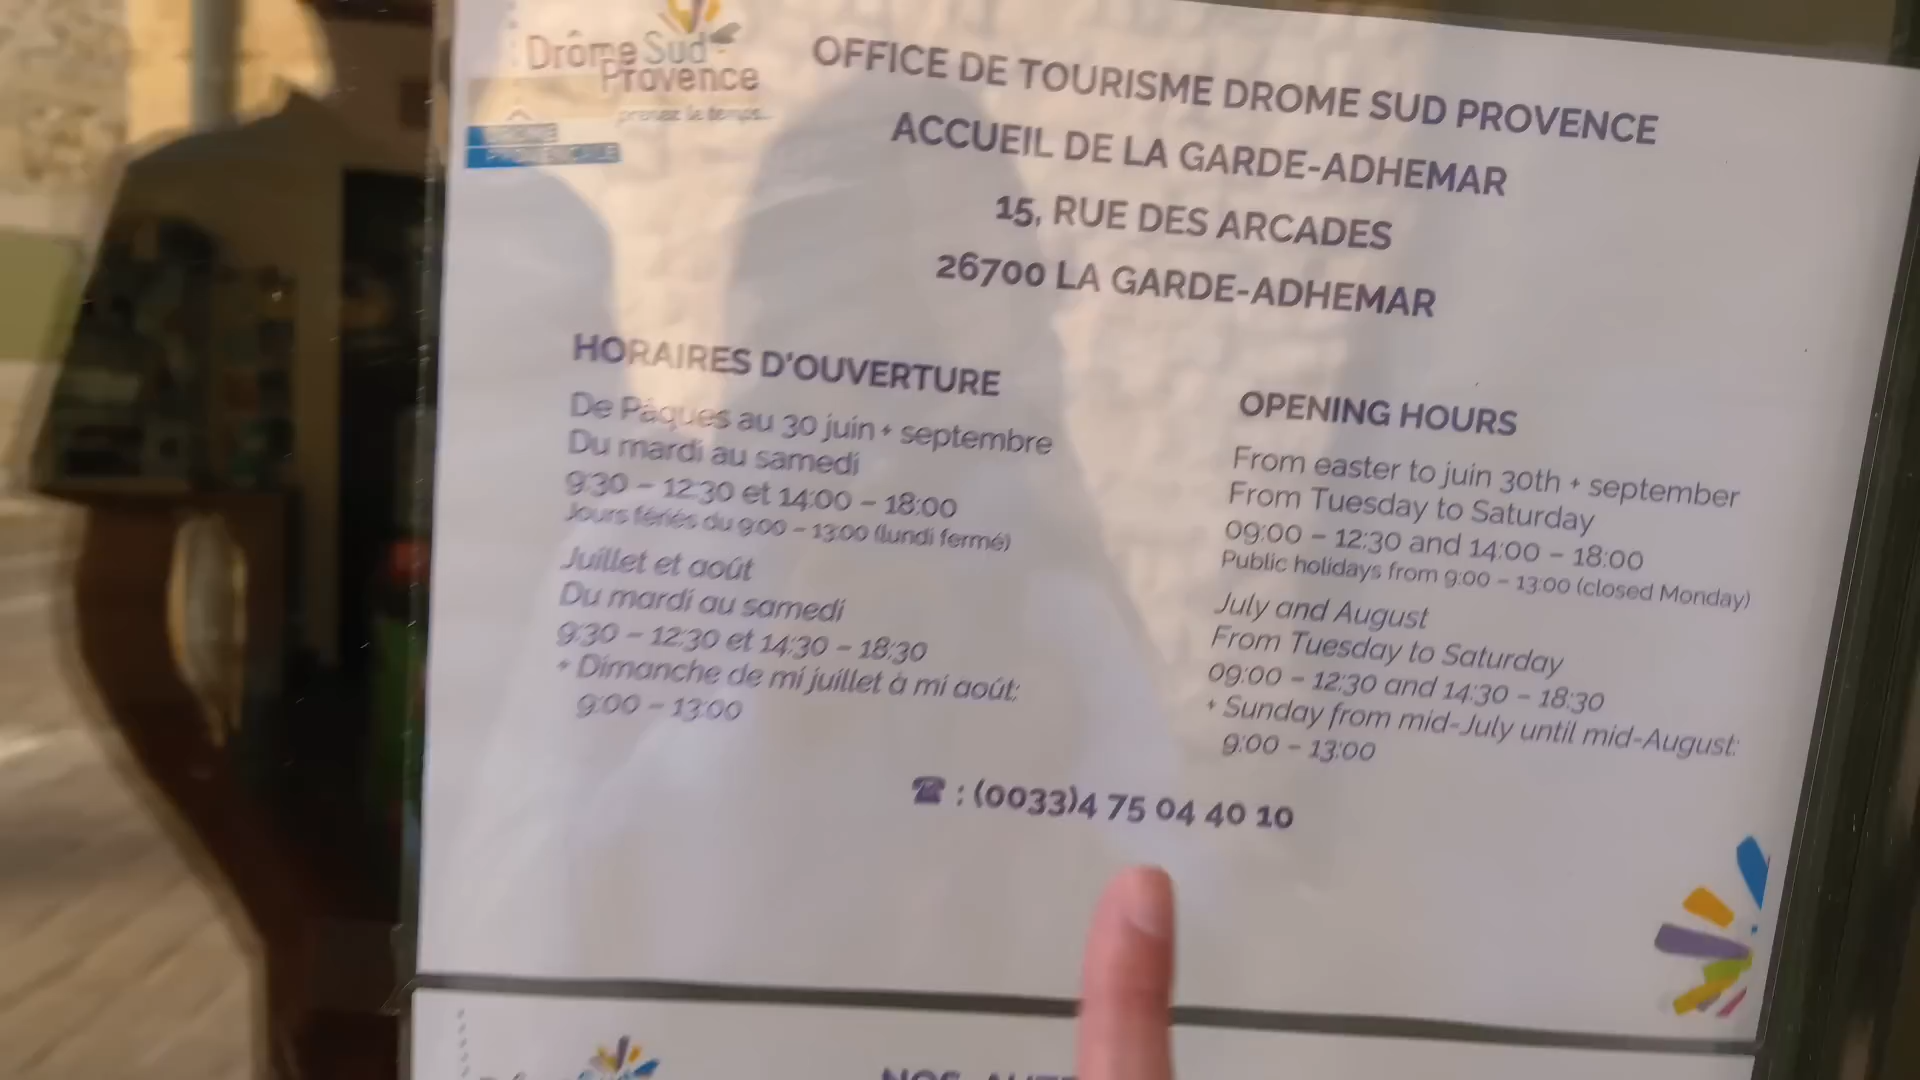 Drôme Sud
Provence
prenez le temps...
DRÔME
PROVENÇALE
OFFICE DE TOURISME DROME SUD PROVENCE
ACCUEIL DE LA GARDE-ADHEMAR
15, RUE DES ARCADES
26700 LA GARDE-ADHEMAR
HORAIRES D'OUVERTURE
De Pâques au 30 juin + septembre
Du mardi au samedi
9:30 – 12:30 et 14:00 – 18:00
Jours fériés du 9:00 – 13:00 (lundi fermé)
Juillet et août
Du mardi au samedi
9:30 – 12:30 et 14:30 – 18:30
+ Dimanche de mi juillet à mi août:
9:00 – 13:00
OPENING HOURS
From easter to juin 30th + september
From Tuesday to Saturday
09:00 – 12:30 and 14:00 – 18:00
Public holidays from 9:00 – 13:00 (closed Monday)
July and August
From Tuesday to Saturday
09:00 – 12:30 and 14:30 – 18:30
+ Sunday from mid-July until mid-August:
9:00 – 13:00
☎ : (0033)4 75 04 40 10